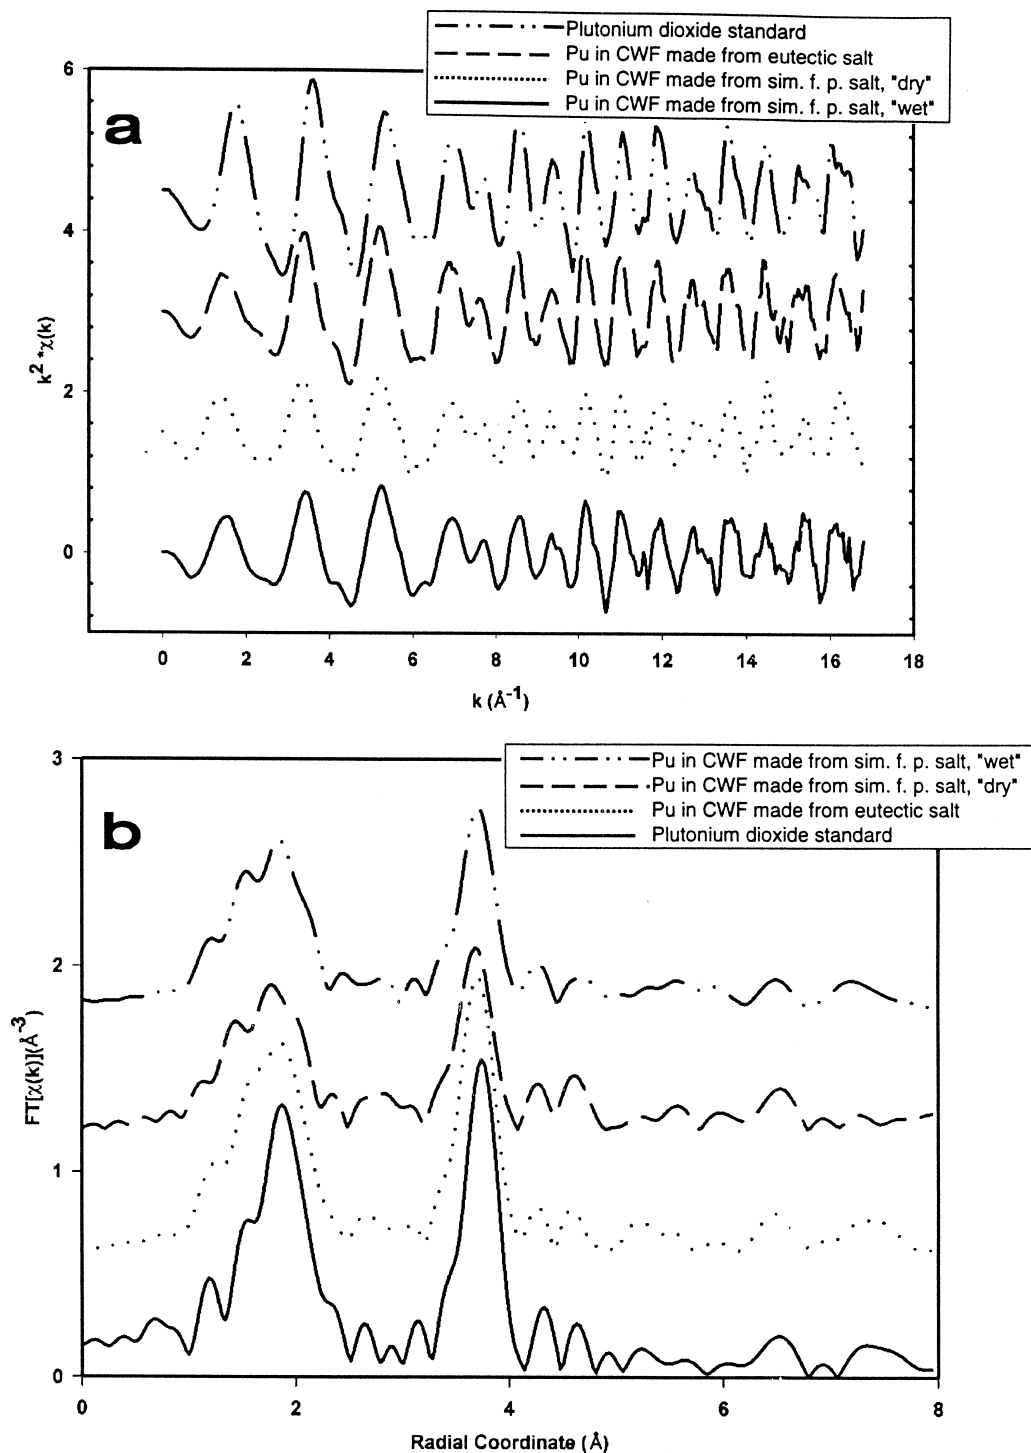 Plutonium dioxide standard
Pu in CWF made from eutectic salt
Pu in CWF made from sim. f. p. salt, "dry"
Pu in CWF made from sim. f. p. salt, "wet"
a
6
4
2
0
k²*χ(k)
0 2 4 6 8 10 12 14 16 18
k (Å⁻¹)
Pu in CWF made from sim. f. p. salt, "wet"
Pu in CWF made from sim. f. p. salt, "dry"
Pu in CWF made from eutectic salt
Plutonium dioxide standard
b
3
2
1
0
FT[χ(k)](Å⁻³)
0 2 4 6 8
Radial Coordinate (Å)